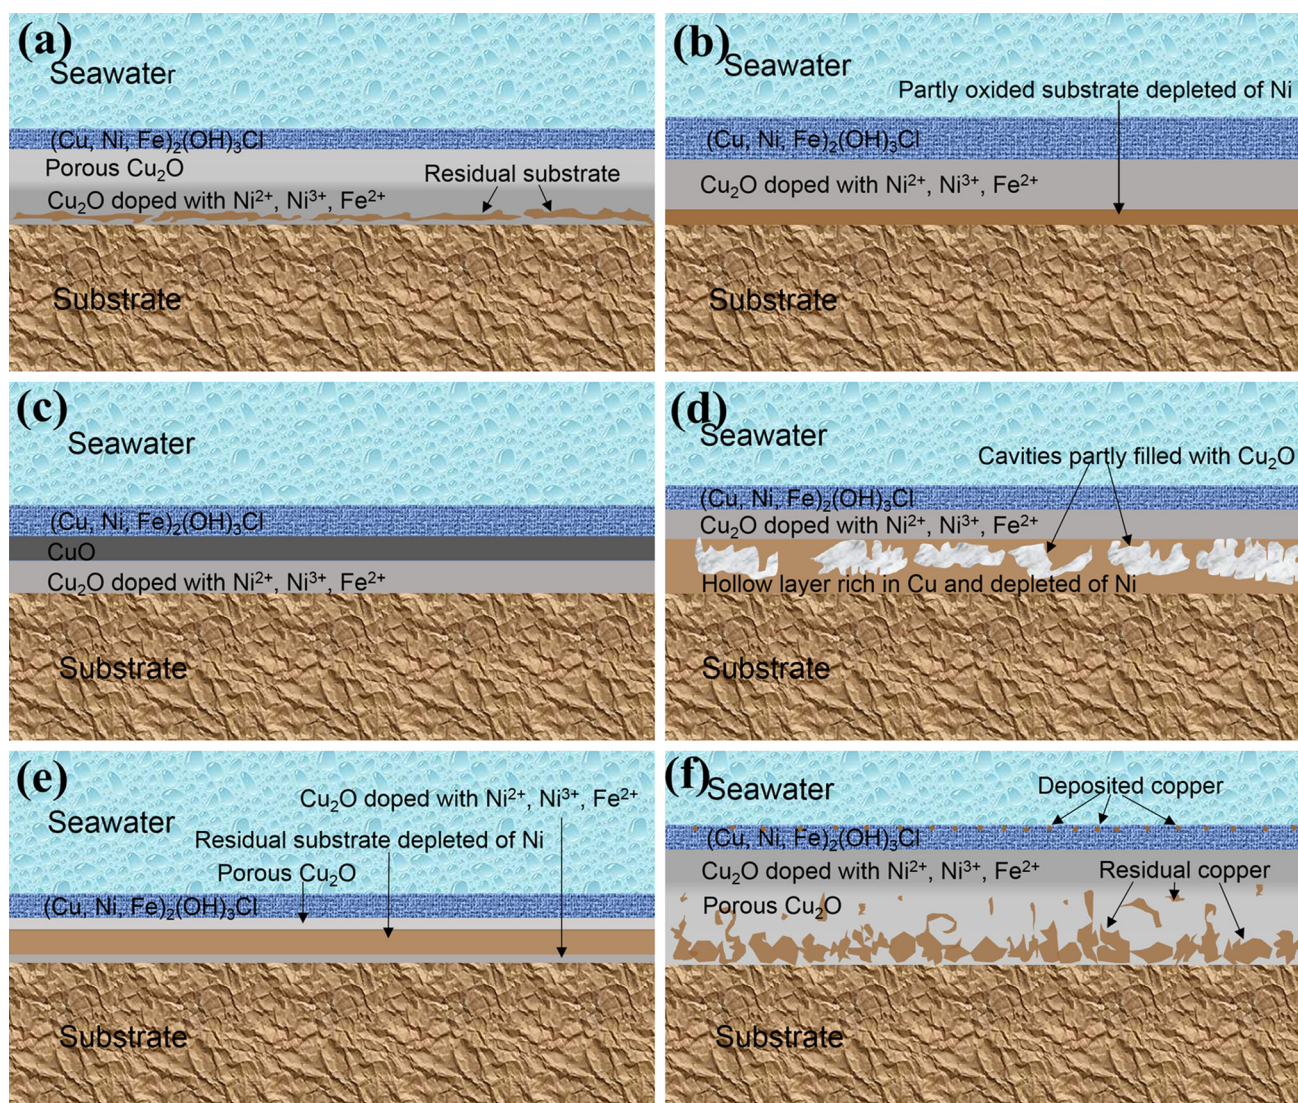 (a)
Seawater
(Cu, Ni, Fe)₂(OH)₃Cl
Porous Cu₂O
Residual substrate
Cu₂O doped with Ni²⁺, Ni³⁺, Fe²⁺
Substrate
(b)
Seawater
Partly oxided substrate depleted of Ni
(Cu, Ni, Fe)₂(OH)₃Cl
Cu₂O doped with Ni²⁺, Ni³⁺, Fe²⁺
Substrate
(c)
Seawater
(Cu, Ni, Fe)₂(OH)₃Cl
CuO
Cu₂O doped with Ni²⁺, Ni³⁺, Fe²⁺
Substrate
(d)
Seawater
Cavities partly filled with Cu₂O
(Cu, Ni, Fe)₂(OH)₃Cl
Cu₂O doped with Ni²⁺, Ni³⁺, Fe²⁺
Hollow layer rich in Cu and depleted of Ni
Substrate
(e)
Cu₂O doped with Ni²⁺, Ni³⁺, Fe²⁺
Seawater
Residual substrate depleted of Ni
Porous Cu₂O
(Cu, Ni, Fe)₂(OH)₃Cl
Substrate
(f)
Seawater
Deposited copper
(Cu, Ni, Fe)₂(OH)₃Cl
Cu₂O doped with Ni²⁺, Ni³⁺, Fe²⁺
Residual copper
Porous Cu₂O
Substrate